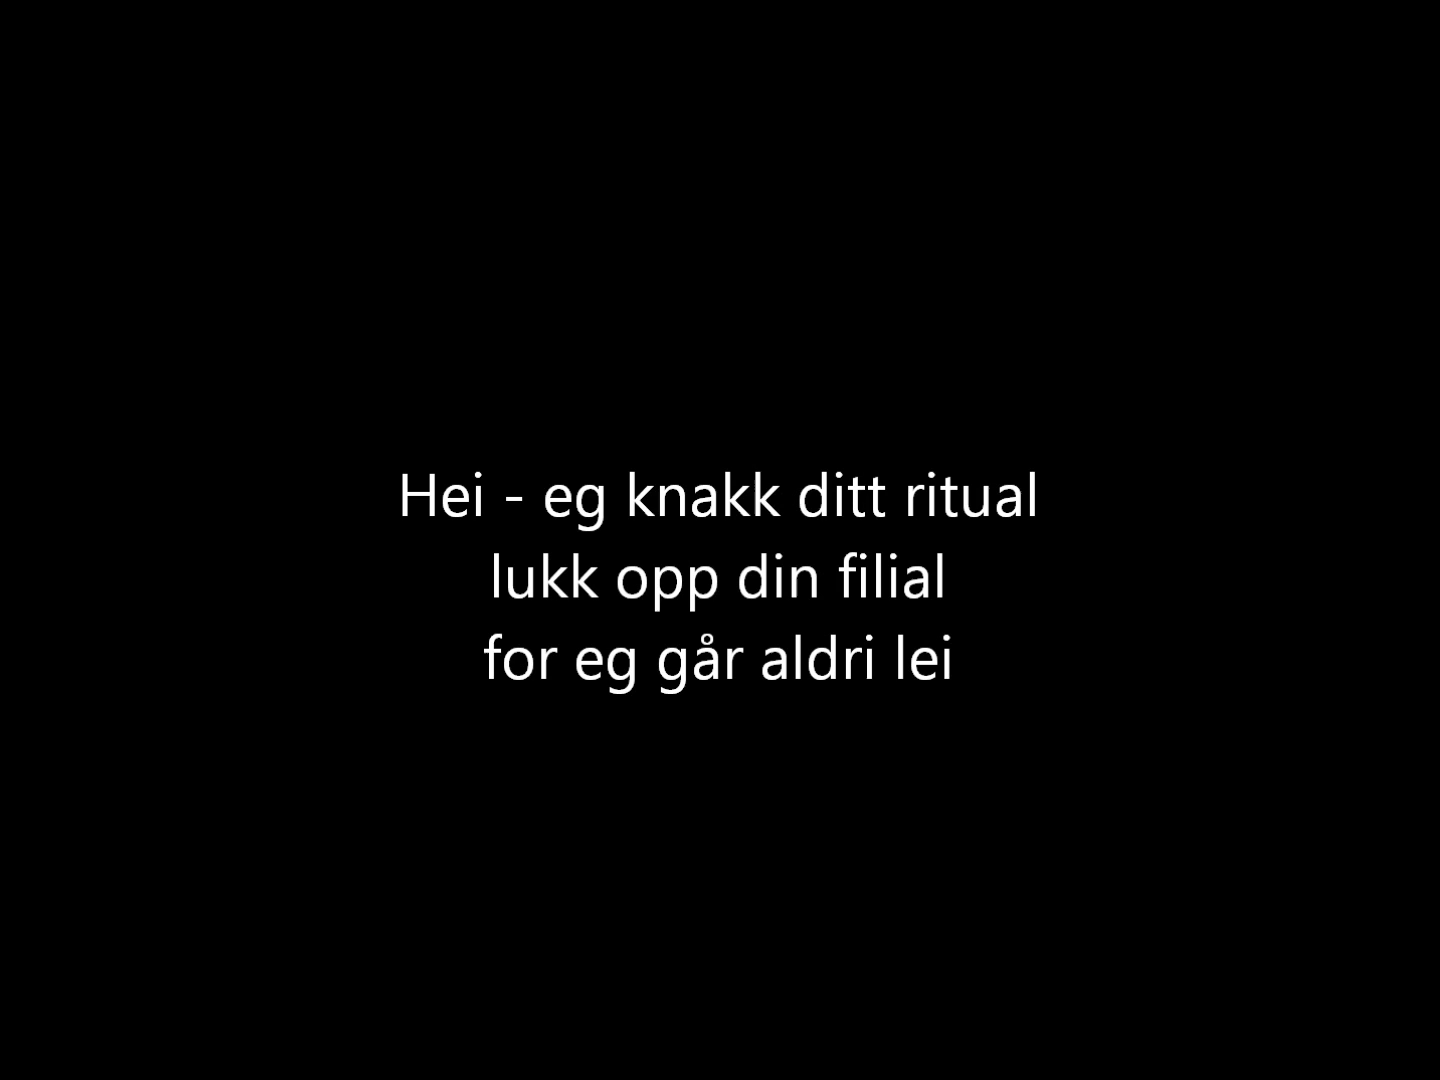 Hei - eg knakk ditt ritual
lukk opp din filial
for eg går aldri lei